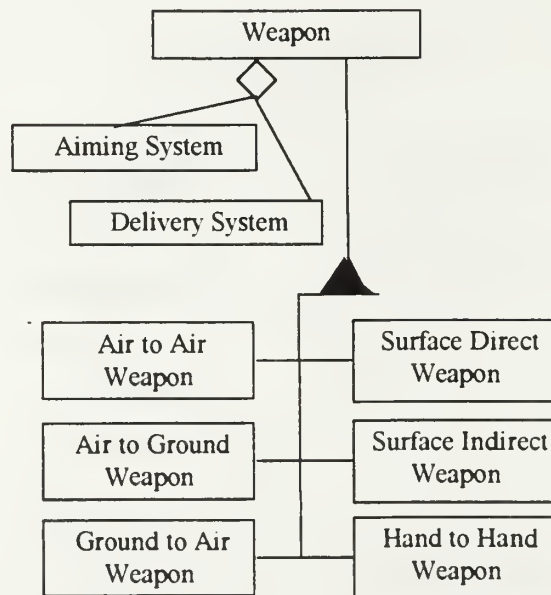 Weapon
Aiming System
Delivery System
Air to Air
Weapon
Surface Direct
Weapon
Air to Ground
Weapon
Surface Indirect
Weapon
Ground to Air
Weapon
Hand to Hand
Weapon